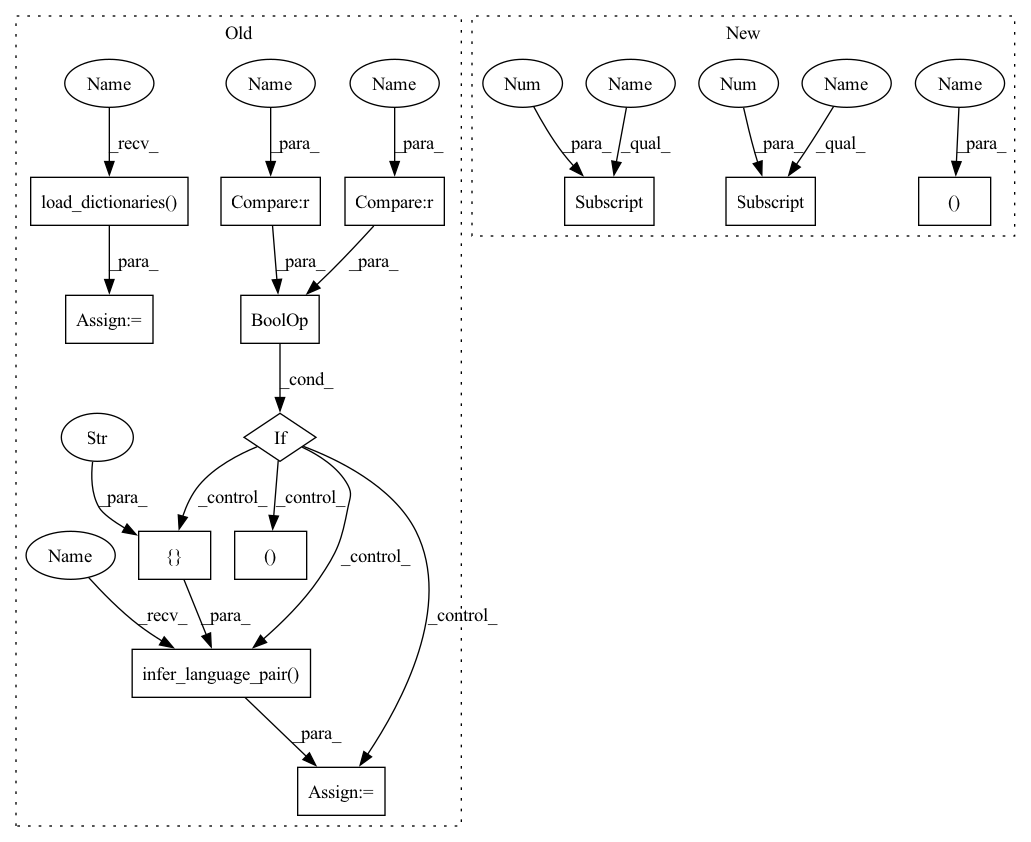 Old
New
Name
Name
Name
Num
Name
Num
Name
Name
_recv_
_para_
_para_
_para_
_qual_
_para_
_qual_
_para_
load_dictionaries()
Compare:r
Compare:r
Subscript
Subscript
()
_para_
_para_
_para_
Assign:=
BoolOp
_cond_
Str
If
_para_
_control_
_control_
_control_
_control_
Name
{}
()
_recv_
_para_
infer_language_pair()
_para_
Assign:=